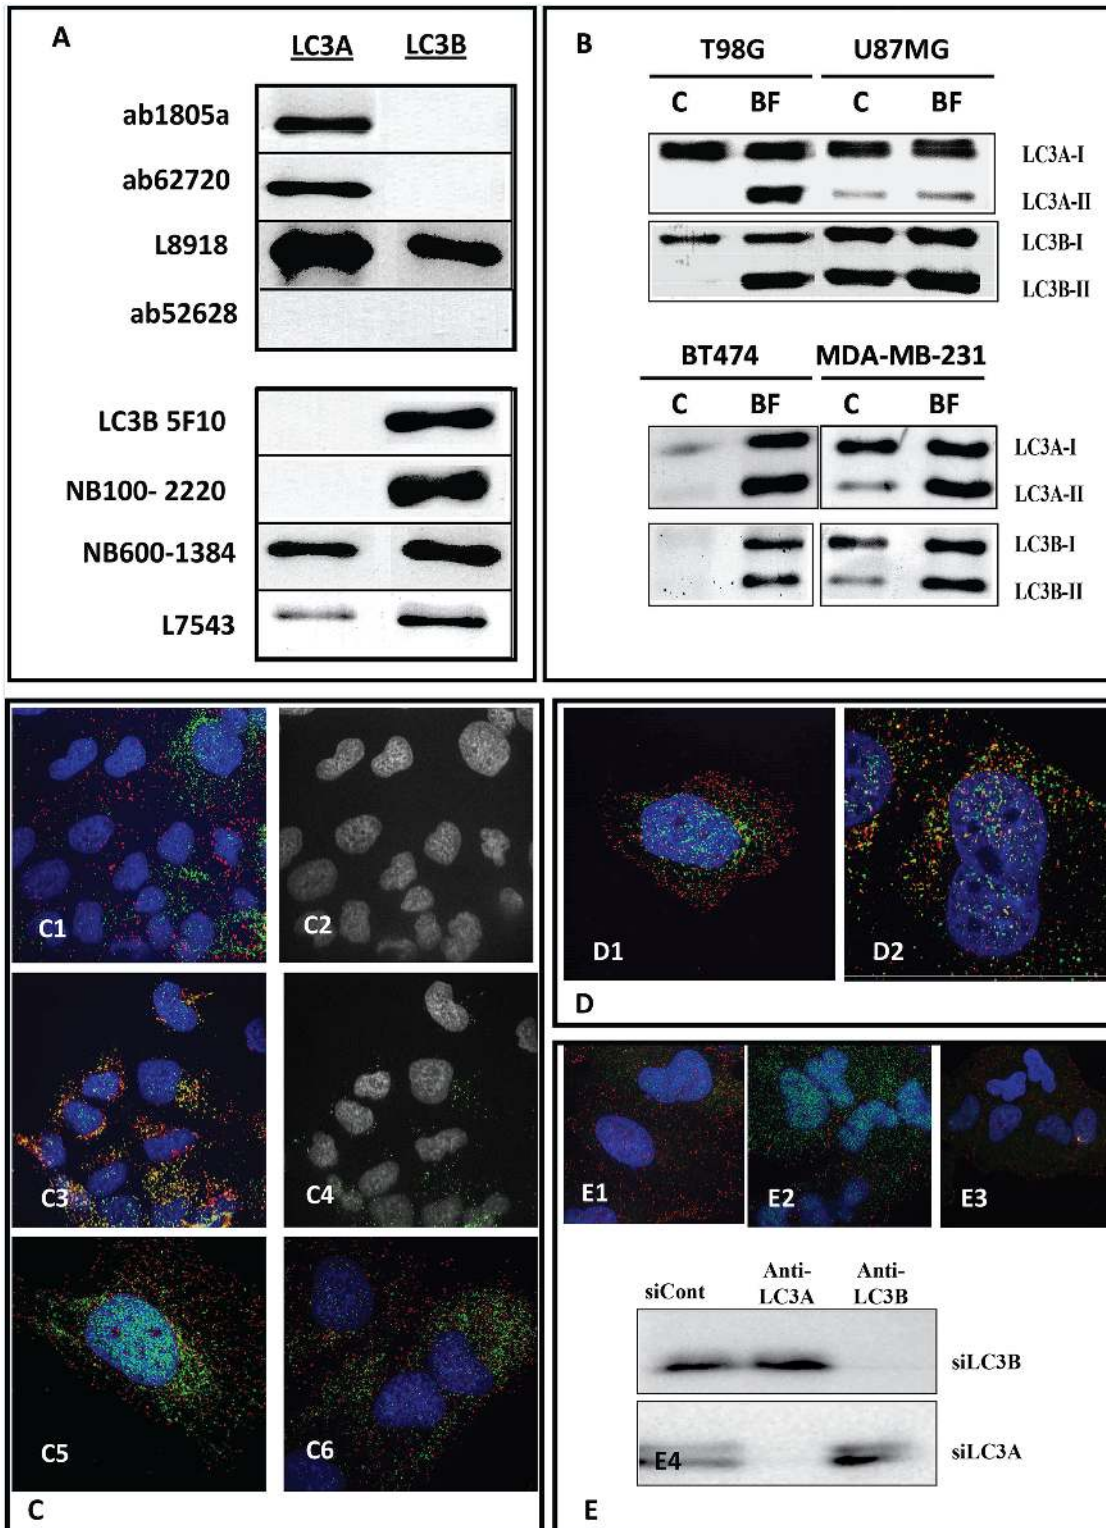 A
LC3A LC3B
ab1805a
ab62720
L8918
ab52628
LC3B 5F10
NB100- 2220
NB600-1384
L7543
B
T98G U87MG
C BF C BF
LC3A-I
LC3A-II
LC3B-I
LC3B-II
BT474 MDA-MB-231
C BF C BF
LC3A-I
LC3A-II
LC3B-I
LC3B-II
C1 C2
C3 C4
C5 C6
C
D1 D2
D
E1 E2 E3
siCont Anti-LC3A Anti-LC3B
siLC3B
E4 siLC3A
E